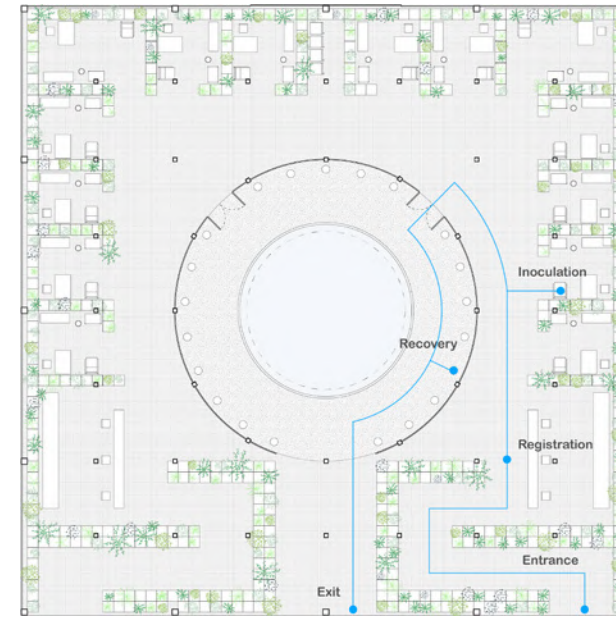 Inoculation
Recovery
Registration
Entrance
Exit